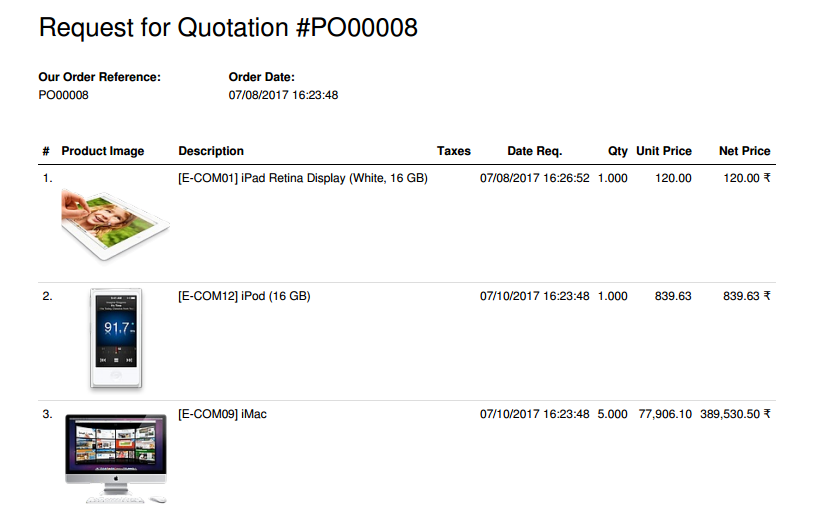 Request for Quotation #PO00008
Our Order Reference: Order Date:
PO00008 07/08/2017 16:23:48
# Product Image Description Taxes Date Req. Qty Unit Price Net Price
1. [E-COM01] iPad Retina Display (White, 16 GB) 07/08/2017 16:26:52 1.000 120.00 120.00 ₹
2. [E-COM12] iPod (16 GB) 07/10/2017 16:23:48 1.000 839.63 839.63 ₹
91.7
3. [E-COM09] iMac 07/10/2017 16:23:48 5.000 77,906.10 389,530.50 ₹